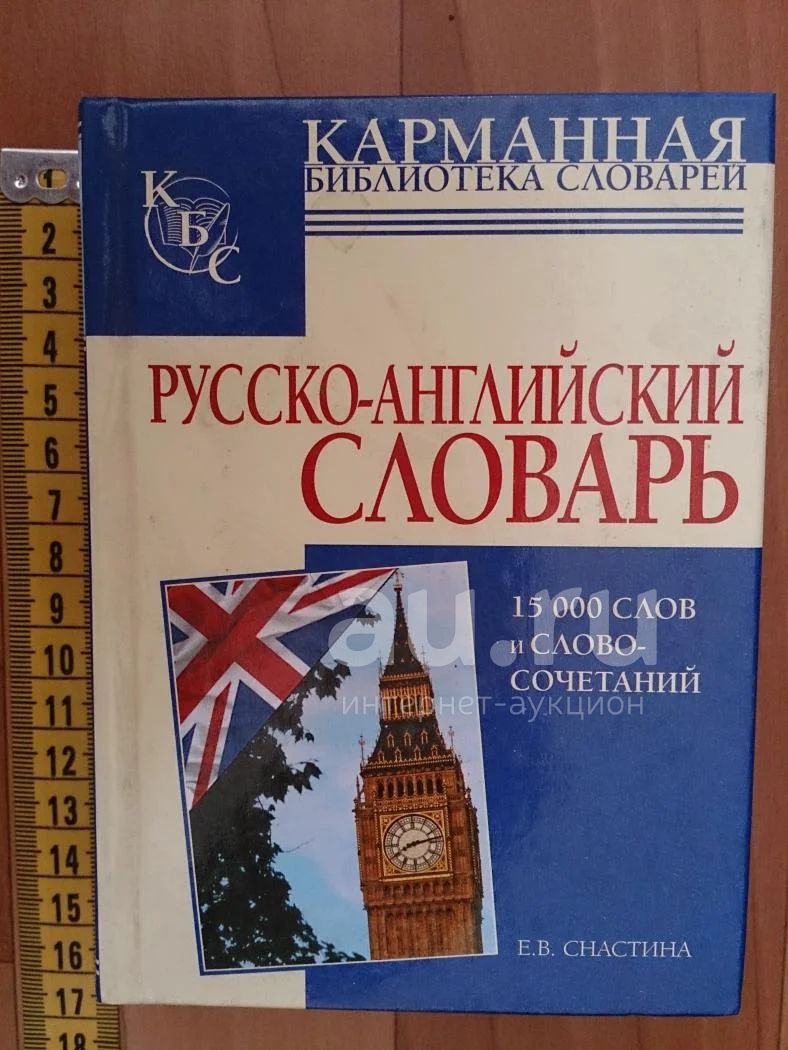 КАРМАННАЯ
БИБЛИОТЕКА СЛОВАРЕЙ
К
Б
С
РУССКО-АНГЛИЙСКИЙ
СЛОВАРЬ
15 000 СЛОВ
И СЛОВО-
СОЧЕТАНИЙ
au.ru
интернет-аукцион
Е.В. СНАСТИНА
1
2
3
4
5
6
7
8
9
10
11
12
13
14
15
16
17
18